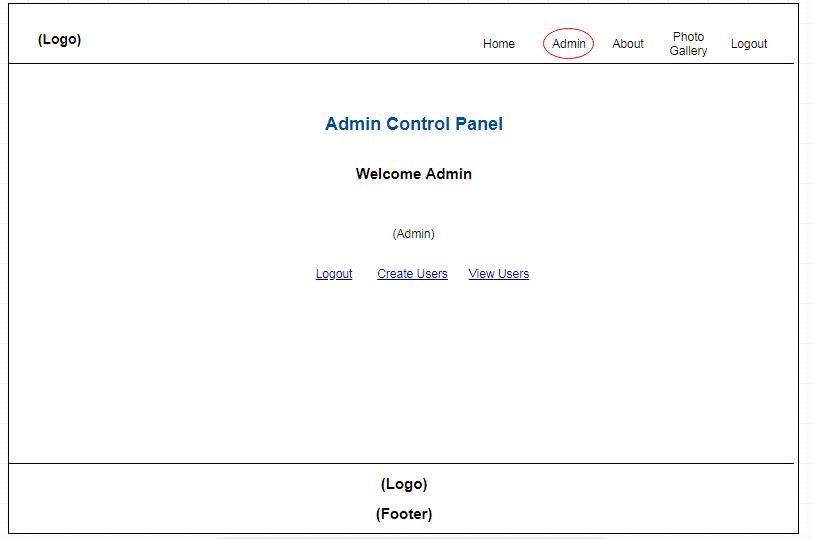 (Logo)
Home Admin About Photo Gallery Logout
Admin Control Panel
Welcome Admin
(Admin)
Logout Create Users View Users
(Logo)
(Footer)